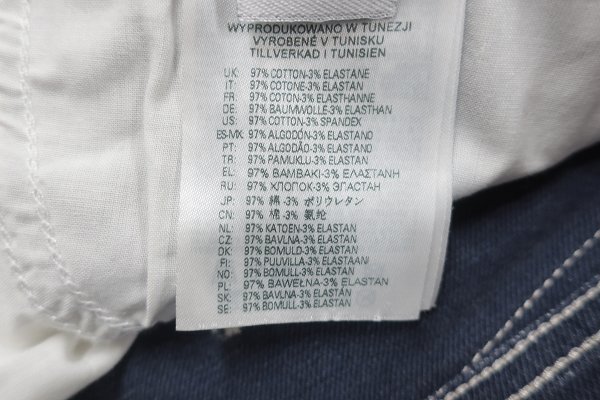 WYPRODUKOWANO W TUNEZJI
VYROBENÉ V TUNISKU
TILLVERKAD I TUNISIEN
UK: 97% COTTON-3% ELASTANE
IT: 97% COTONE-3% ELASTAN
FR: 97% COTON-3% ELASTHANNE
DE: 97% BAUMWOLLE-3% ELASTHAN
US: 97% COTTON-3% SPANDEX
ES-MX: 97% ALGODÓN-3% ELASTANO
PT: 97% ALGODÃO-3% ELASTANO
TR: 97% PAMUKLU-3% ELASTAN
EL: 97% ΒΑΜΒΑΚΙ-3% ΕΛΑΣΤΑΝΗ
RU: 97% ХЛОПОК-3% ЭЛАСТАН
JP: 97% 綿 -3% ポリウレタン
CN: 97% 棉 -3% 氨纶
NL: 97% KATOEN-3% ELASTAN
CZ: 97% BAVLNA-3% ELASTAN
DK: 97% BOMULD-3% ELASTAN
FI: 97% PUUVILLA-3% ELASTAANI
NO: 97% BOMULL-3% ELASTAN
PL: 97% BAWEŁNA-3% ELASTAN
SK: 97% BAVLNA-3% ELASTAN
SE: 97% BOMULL-3% ELASTAN